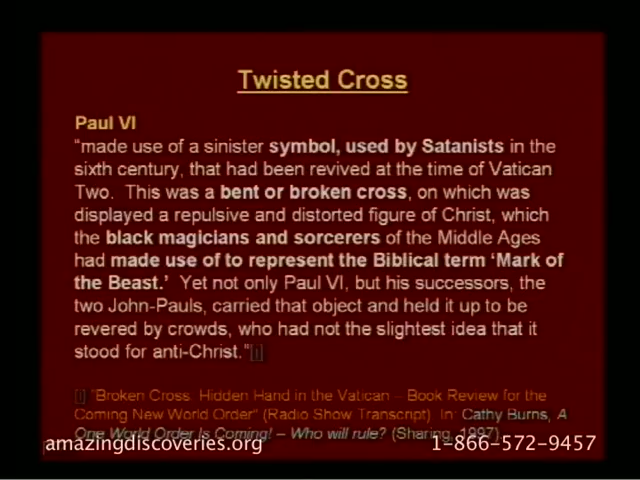 Twisted Cross
Paul VI
“made use of a sinister symbol, used by Satanists in the
sixth century, that had been revived at the time of Vatican
Two. This was a bent or broken cross, on which was
displayed a repulsive and distorted figure of Christ, which
the black magicians and sorcerers of the Middle Ages
had made use of to represent the Biblical term ‘Mark of
the Beast.’ Yet not only Paul VI, but his successors, the
two John-Pauls, carried that object and held it up to be
revered by crowds, who had not the slightest idea that it
stood for anti-Christ.”[i]
[i] “Broken Cross: Hidden Hand in the Vatican – Book Review for the
Coming New World Order” (Radio Show Transcript) In: Cathy Burns, A
One World Order Is Coming! – Who will rule? (Sharing, 1997)
amazingdiscoveries.org
1-866-572-9457